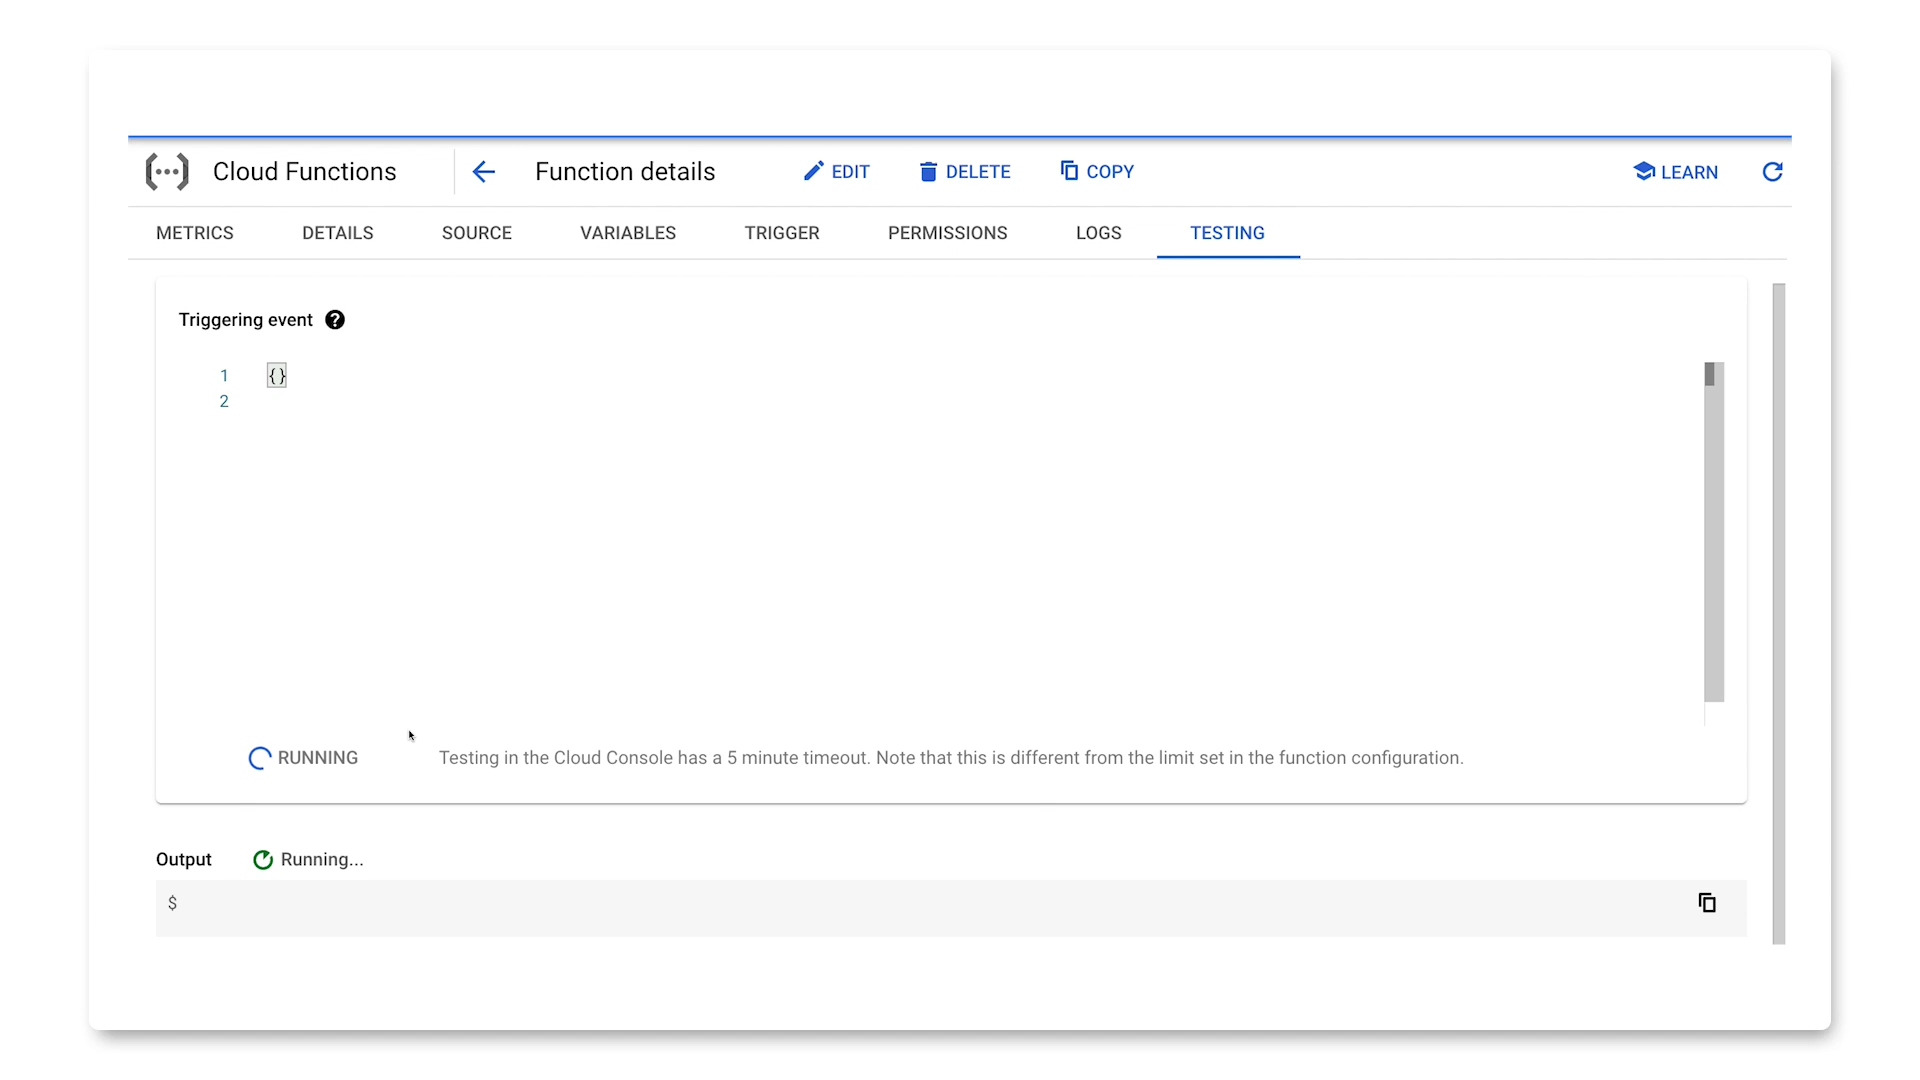 Cloud Functions Function details EDIT DELETE COPY LEARN
METRICS DETAILS SOURCE VARIABLES TRIGGER PERMISSIONS LOGS TESTING
Triggering event ?
1 {}
2
RUNNING Testing in the Cloud Console has a 5 minute timeout. Note that this is different from the limit set in the function configuration.
Output Running...
$